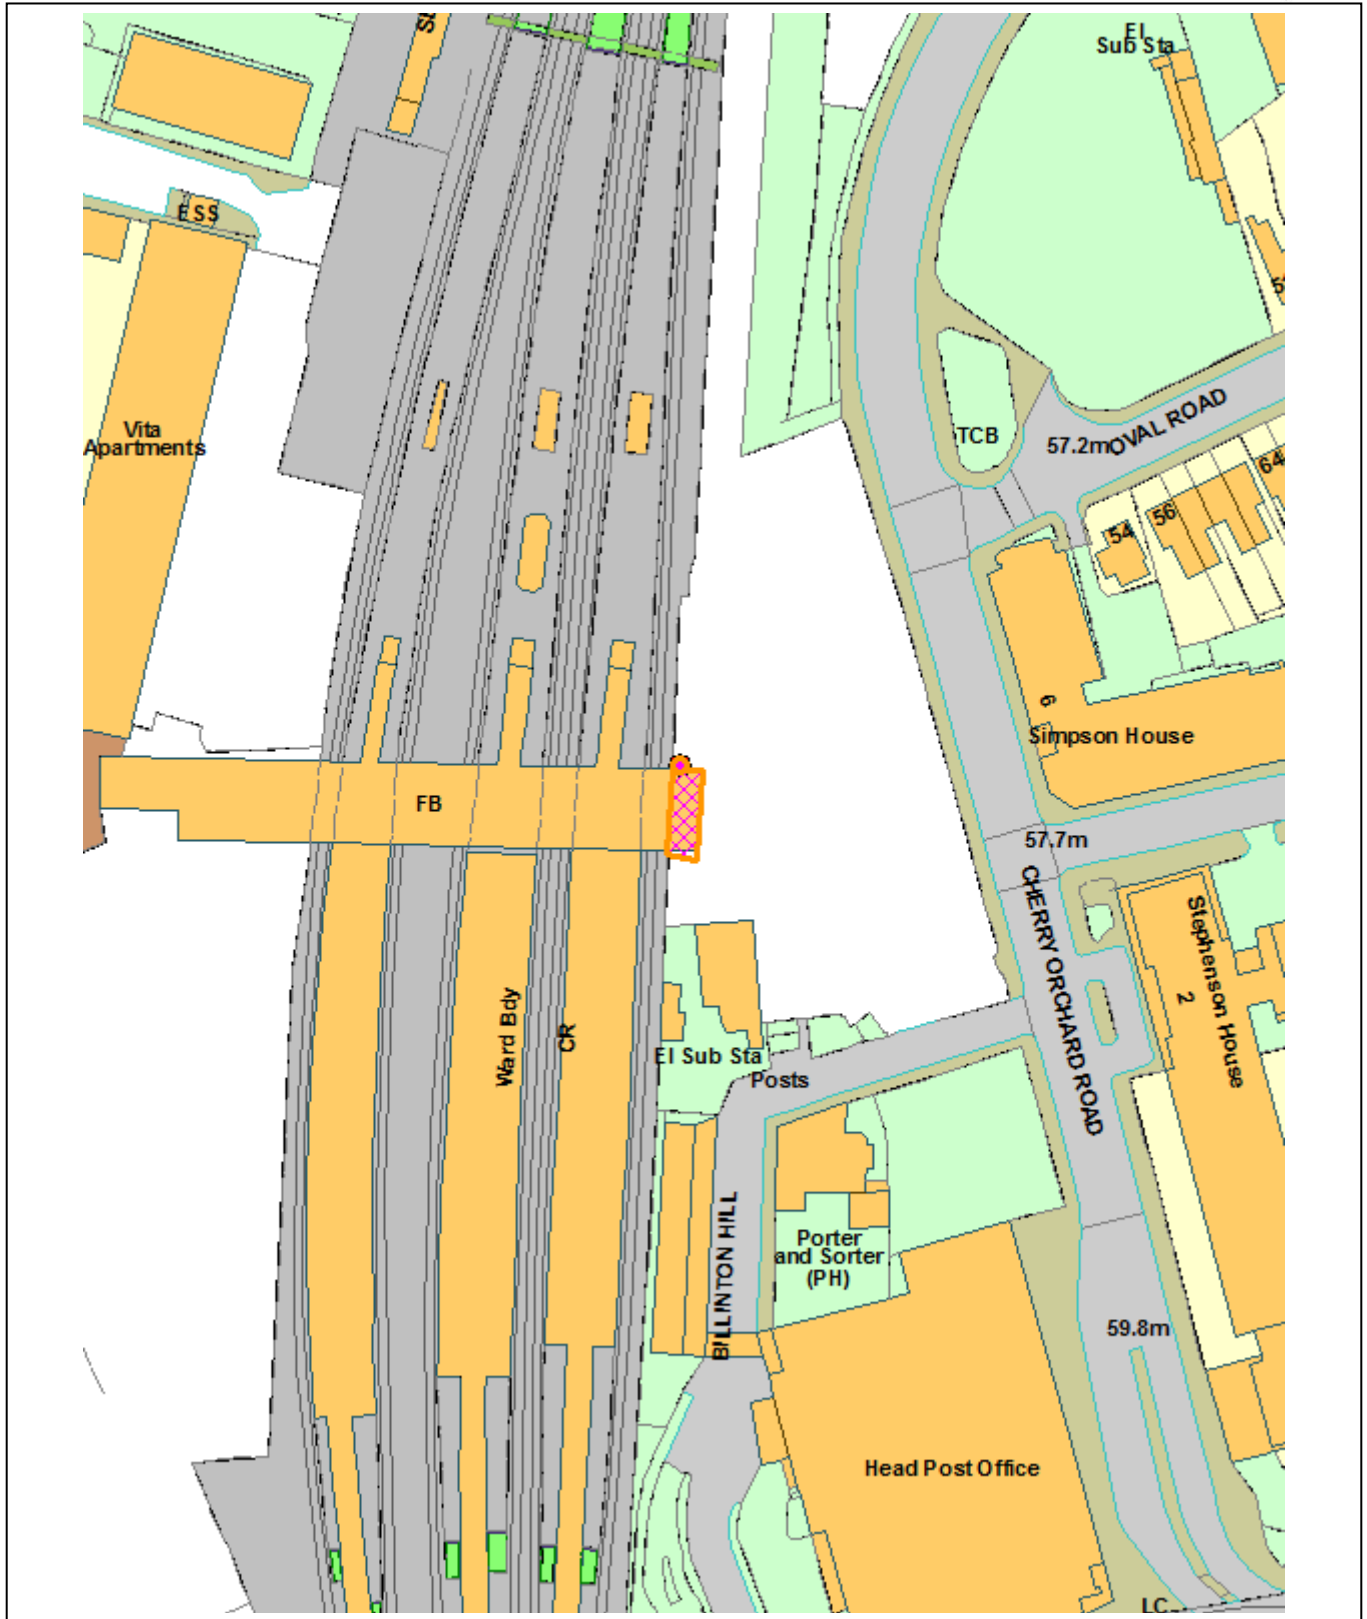 El
Sub Sta
ESS
Vita
Apartments
TCB
57.2m
OVAL ROAD
64
56
54
6
Simpson House
FB
57.7m
CHERRY ORCHARD ROAD
Stephenson House
2
Ward Bdy
CR
El Sub Sta
Posts
BILLINTON HILL
Porter
and Sorter
(PH)
59.8m
Head Post Office
LC